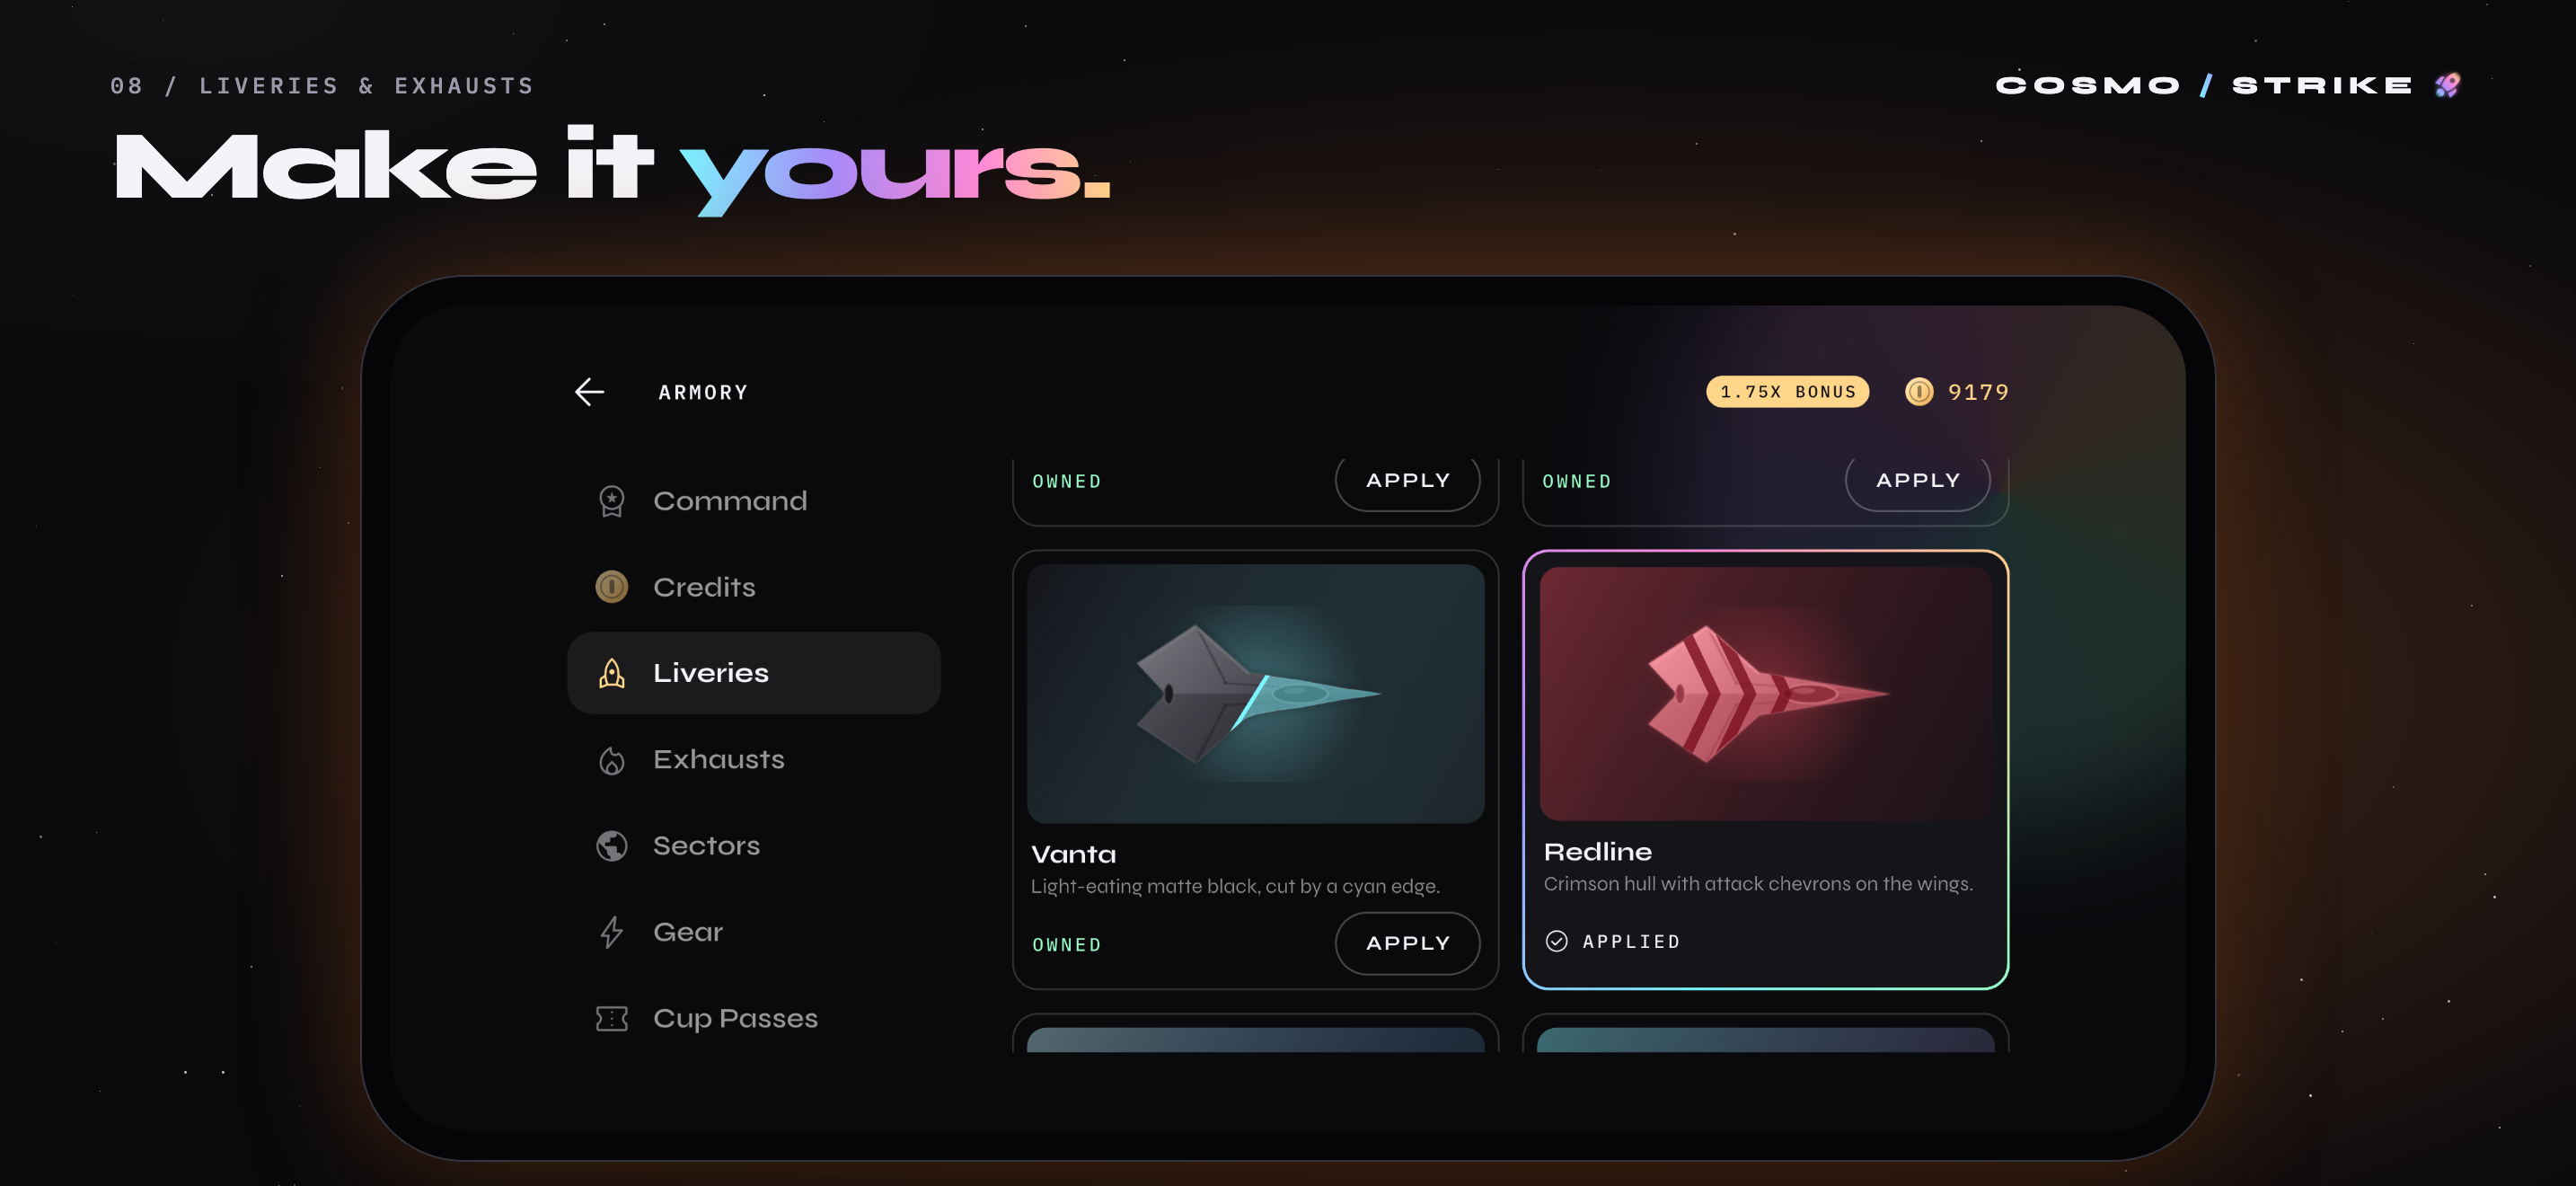 08 / LIVERIES & EXHAUSTS
COSMO / STRIKE
Make it yours.
ARMORY
1.75X BONUS
9179
Command
Credits
Liveries
Exhausts
Sectors
Gear
Cup Passes
OWNED
APPLY
OWNED
APPLY
Vanta
Light-eating matte black, cut by a cyan edge.
OWNED
APPLY
Redline
Crimson hull with attack chevrons on the wings.
APPLIED